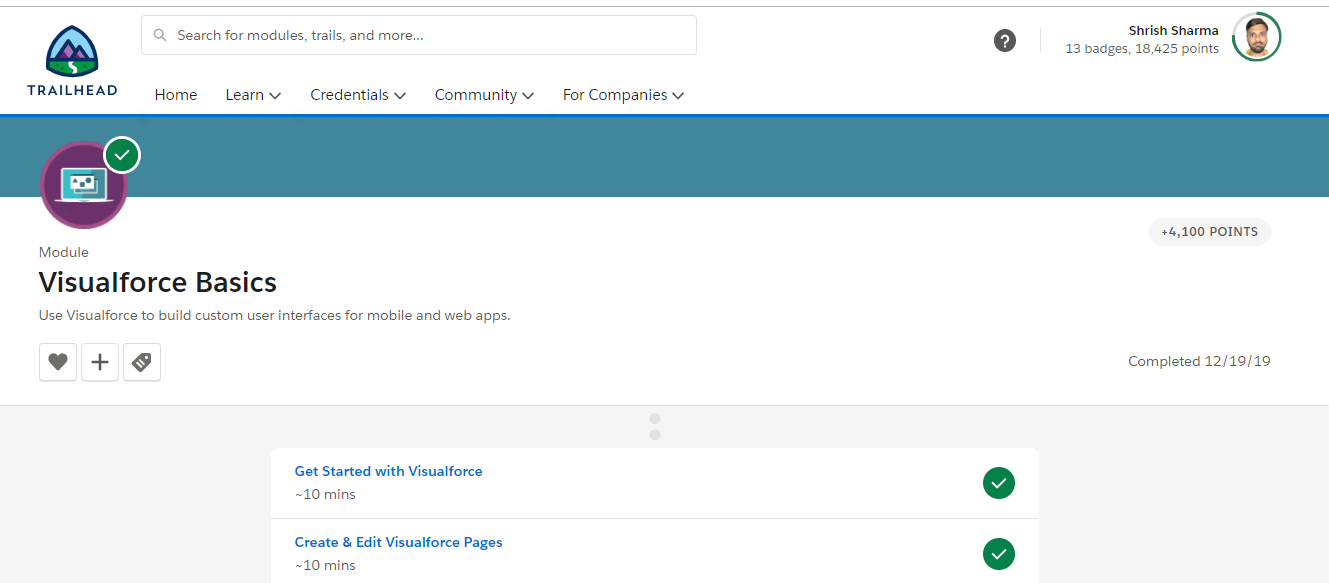 Search for modules, trails, and more...
Shrish Sharma
13 badges, 18,425 points
TRAILHEAD
Home Learn Credentials Community For Companies
+4,100 POINTS
Module
Visualforce Basics
Use Visualforce to build custom user interfaces for mobile and web apps.
Completed 12/19/19
Get Started with Visualforce
~10 mins
Create & Edit Visualforce Pages
~10 mins